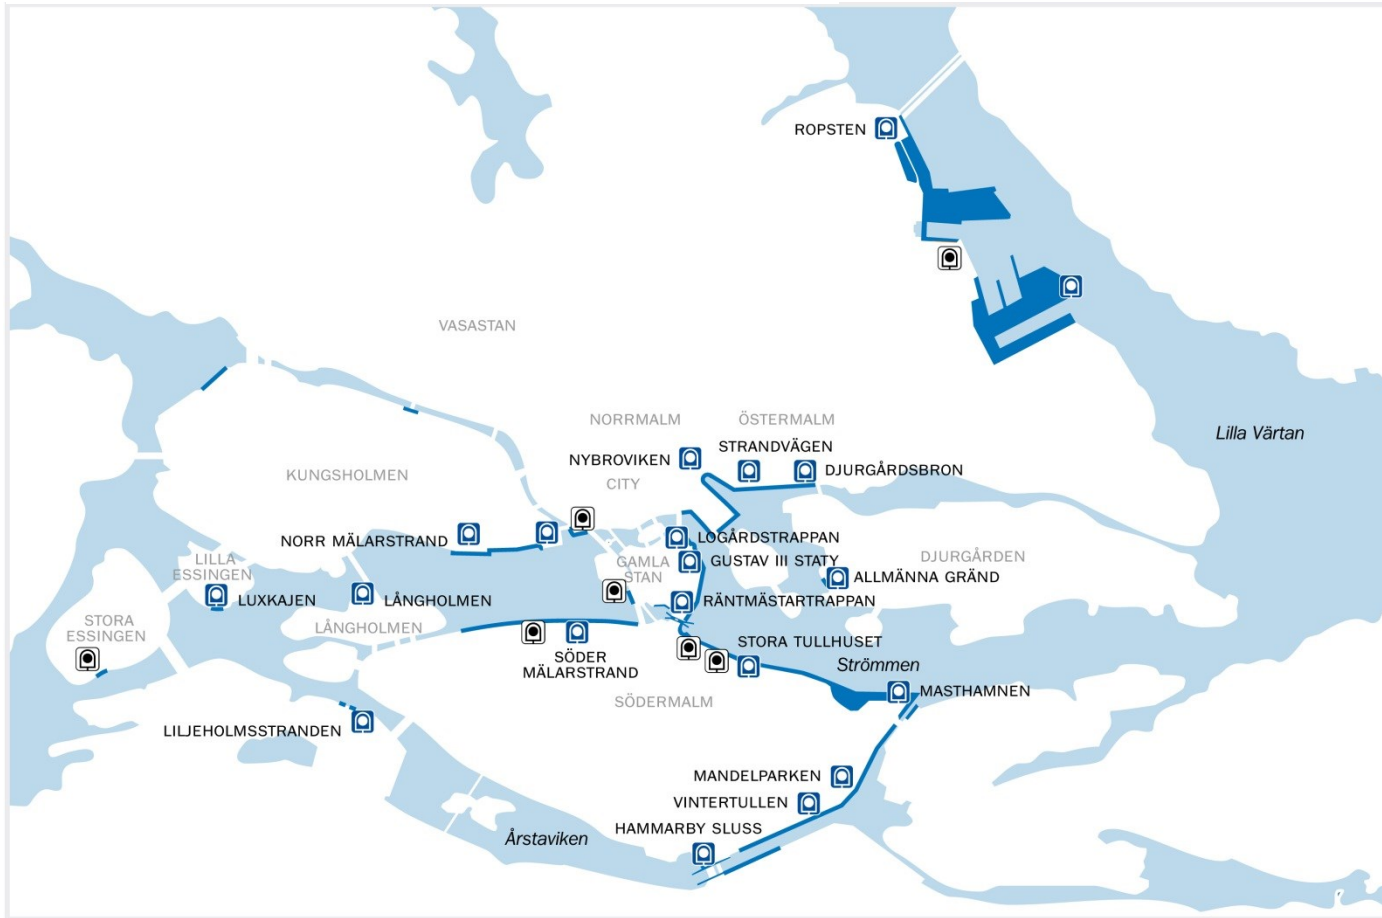 ROPSTEN
VASASTAN
Lilla Värtan
NORRMALM
ÖSTERMALM
STRANDVÄGEN
NYBROVIKEN
DJURGÅRDSBRON
KUNGSHOLMEN
CITY
NORR MÄLARSTRAND
LOGÅRDSTRAPPAN
LILLA
ESSINGEN
GAMLA
STAN
GUSTAV III STATY
DJURGÅRDEN
ALLMÄNNA GRÄND
LUXKAJEN
LÅNGHOLMEN
RÄNTMÄSTARTRAPPAN
STORA
ESSINGEN
LÅNGHOLMEN
STORA TULLHUSET
SÖDER
MÄLARSTRAND
Strömmen
MASTHAMNEN
SÖDERMALM
LILJEHOLMSSTRANDEN
MANDELPARKEN
VINTERTULLEN
HAMMARBY SLUSS
Årstaviken